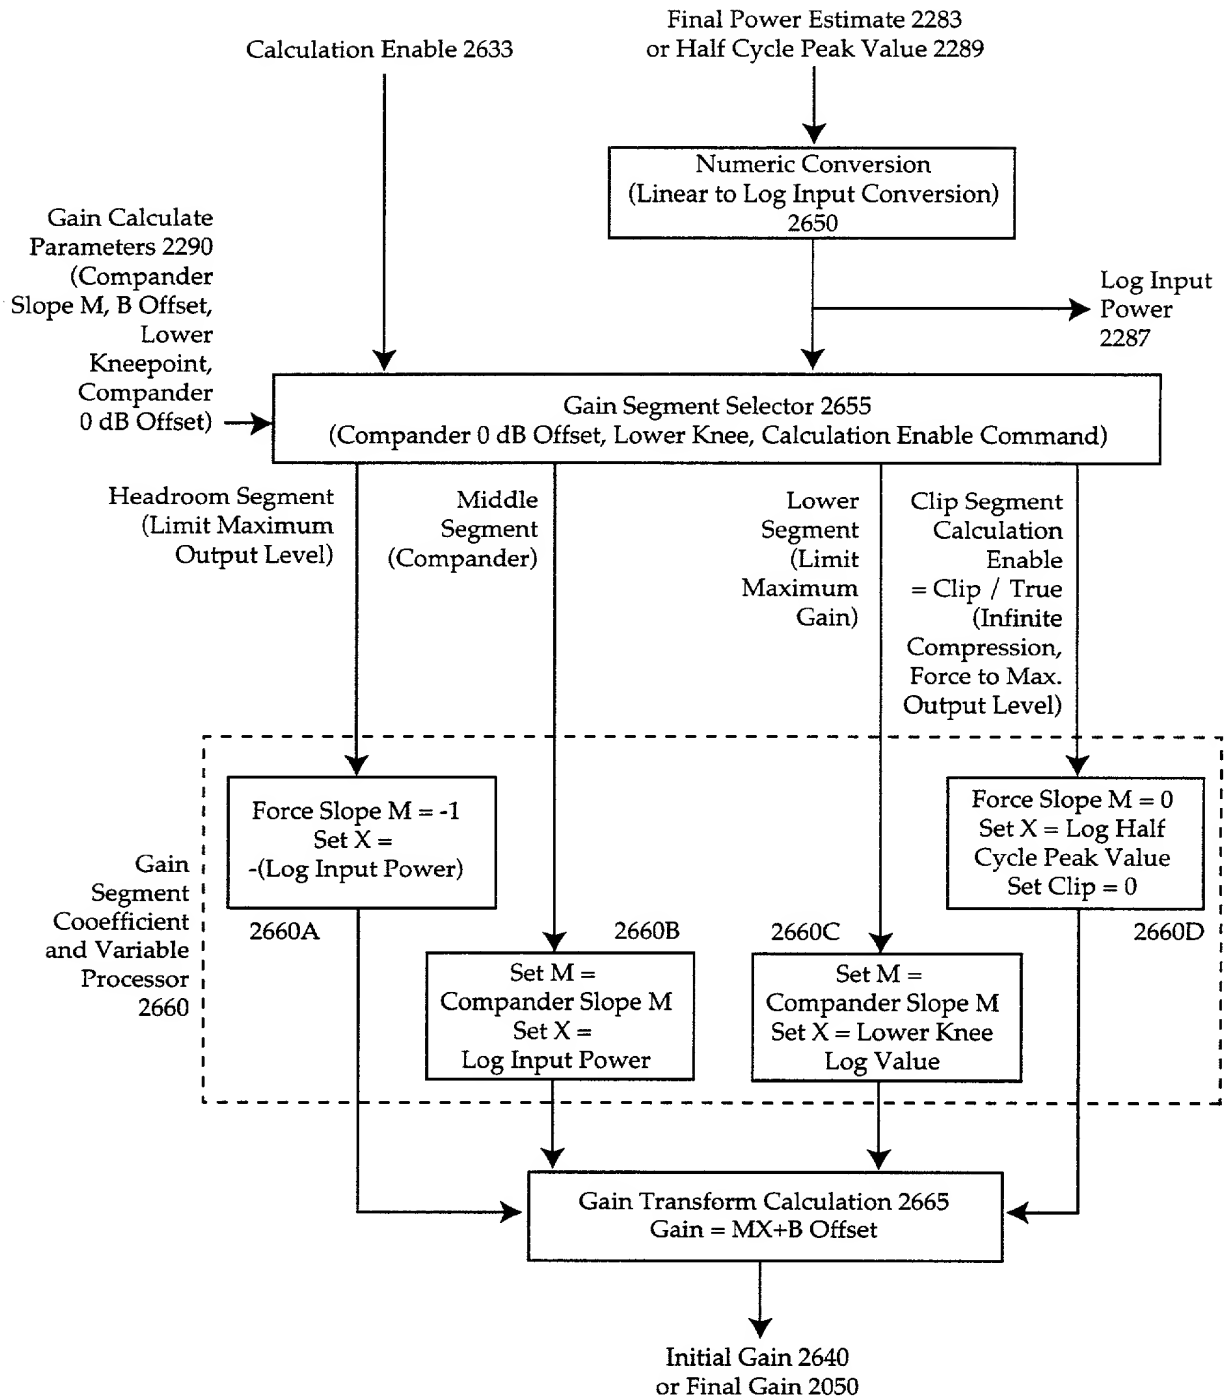 Final Power Estimate 2283
or Half Cycle Peak Value 2289
Calculation Enable 2633
Numeric Conversion
(Linear to Log Input Conversion)
2650
Gain Calculate
Parameters 2290
(Compander
Slope M, B Offset,
Lower
Kneepoint,
Compander
0 dB Offset)
Log Input
Power
2287
Gain Segment Selector 2655
(Compander 0 dB Offset, Lower Knee, Calculation Enable Command)
Headroom Segment
(Limit Maximum
Output Level)
Middle
Segment
(Compander)
Lower
Segment
(Limit
Maximum
Gain)
Clip Segment
Calculation
Enable
= Clip / True
(Infinite
Compression,
Force to Max.
Output Level)
Force Slope M = -1
Set X =
-(Log Input Power)
2660A
Force Slope M = 0
Set X = Log Half
Cycle Peak Value
Set Clip = 0
2660D
Gain
Segment
Cooefficient
and Variable
Processor
2660
2660B
Set M =
Compander Slope M
Set X =
Log Input Power
2660C
Set M =
Compander Slope M
Set X = Lower Knee
Log Value
Gain Transform Calculation 2665
Gain = MX+B Offset
Initial Gain 2640
or Final Gain 2050